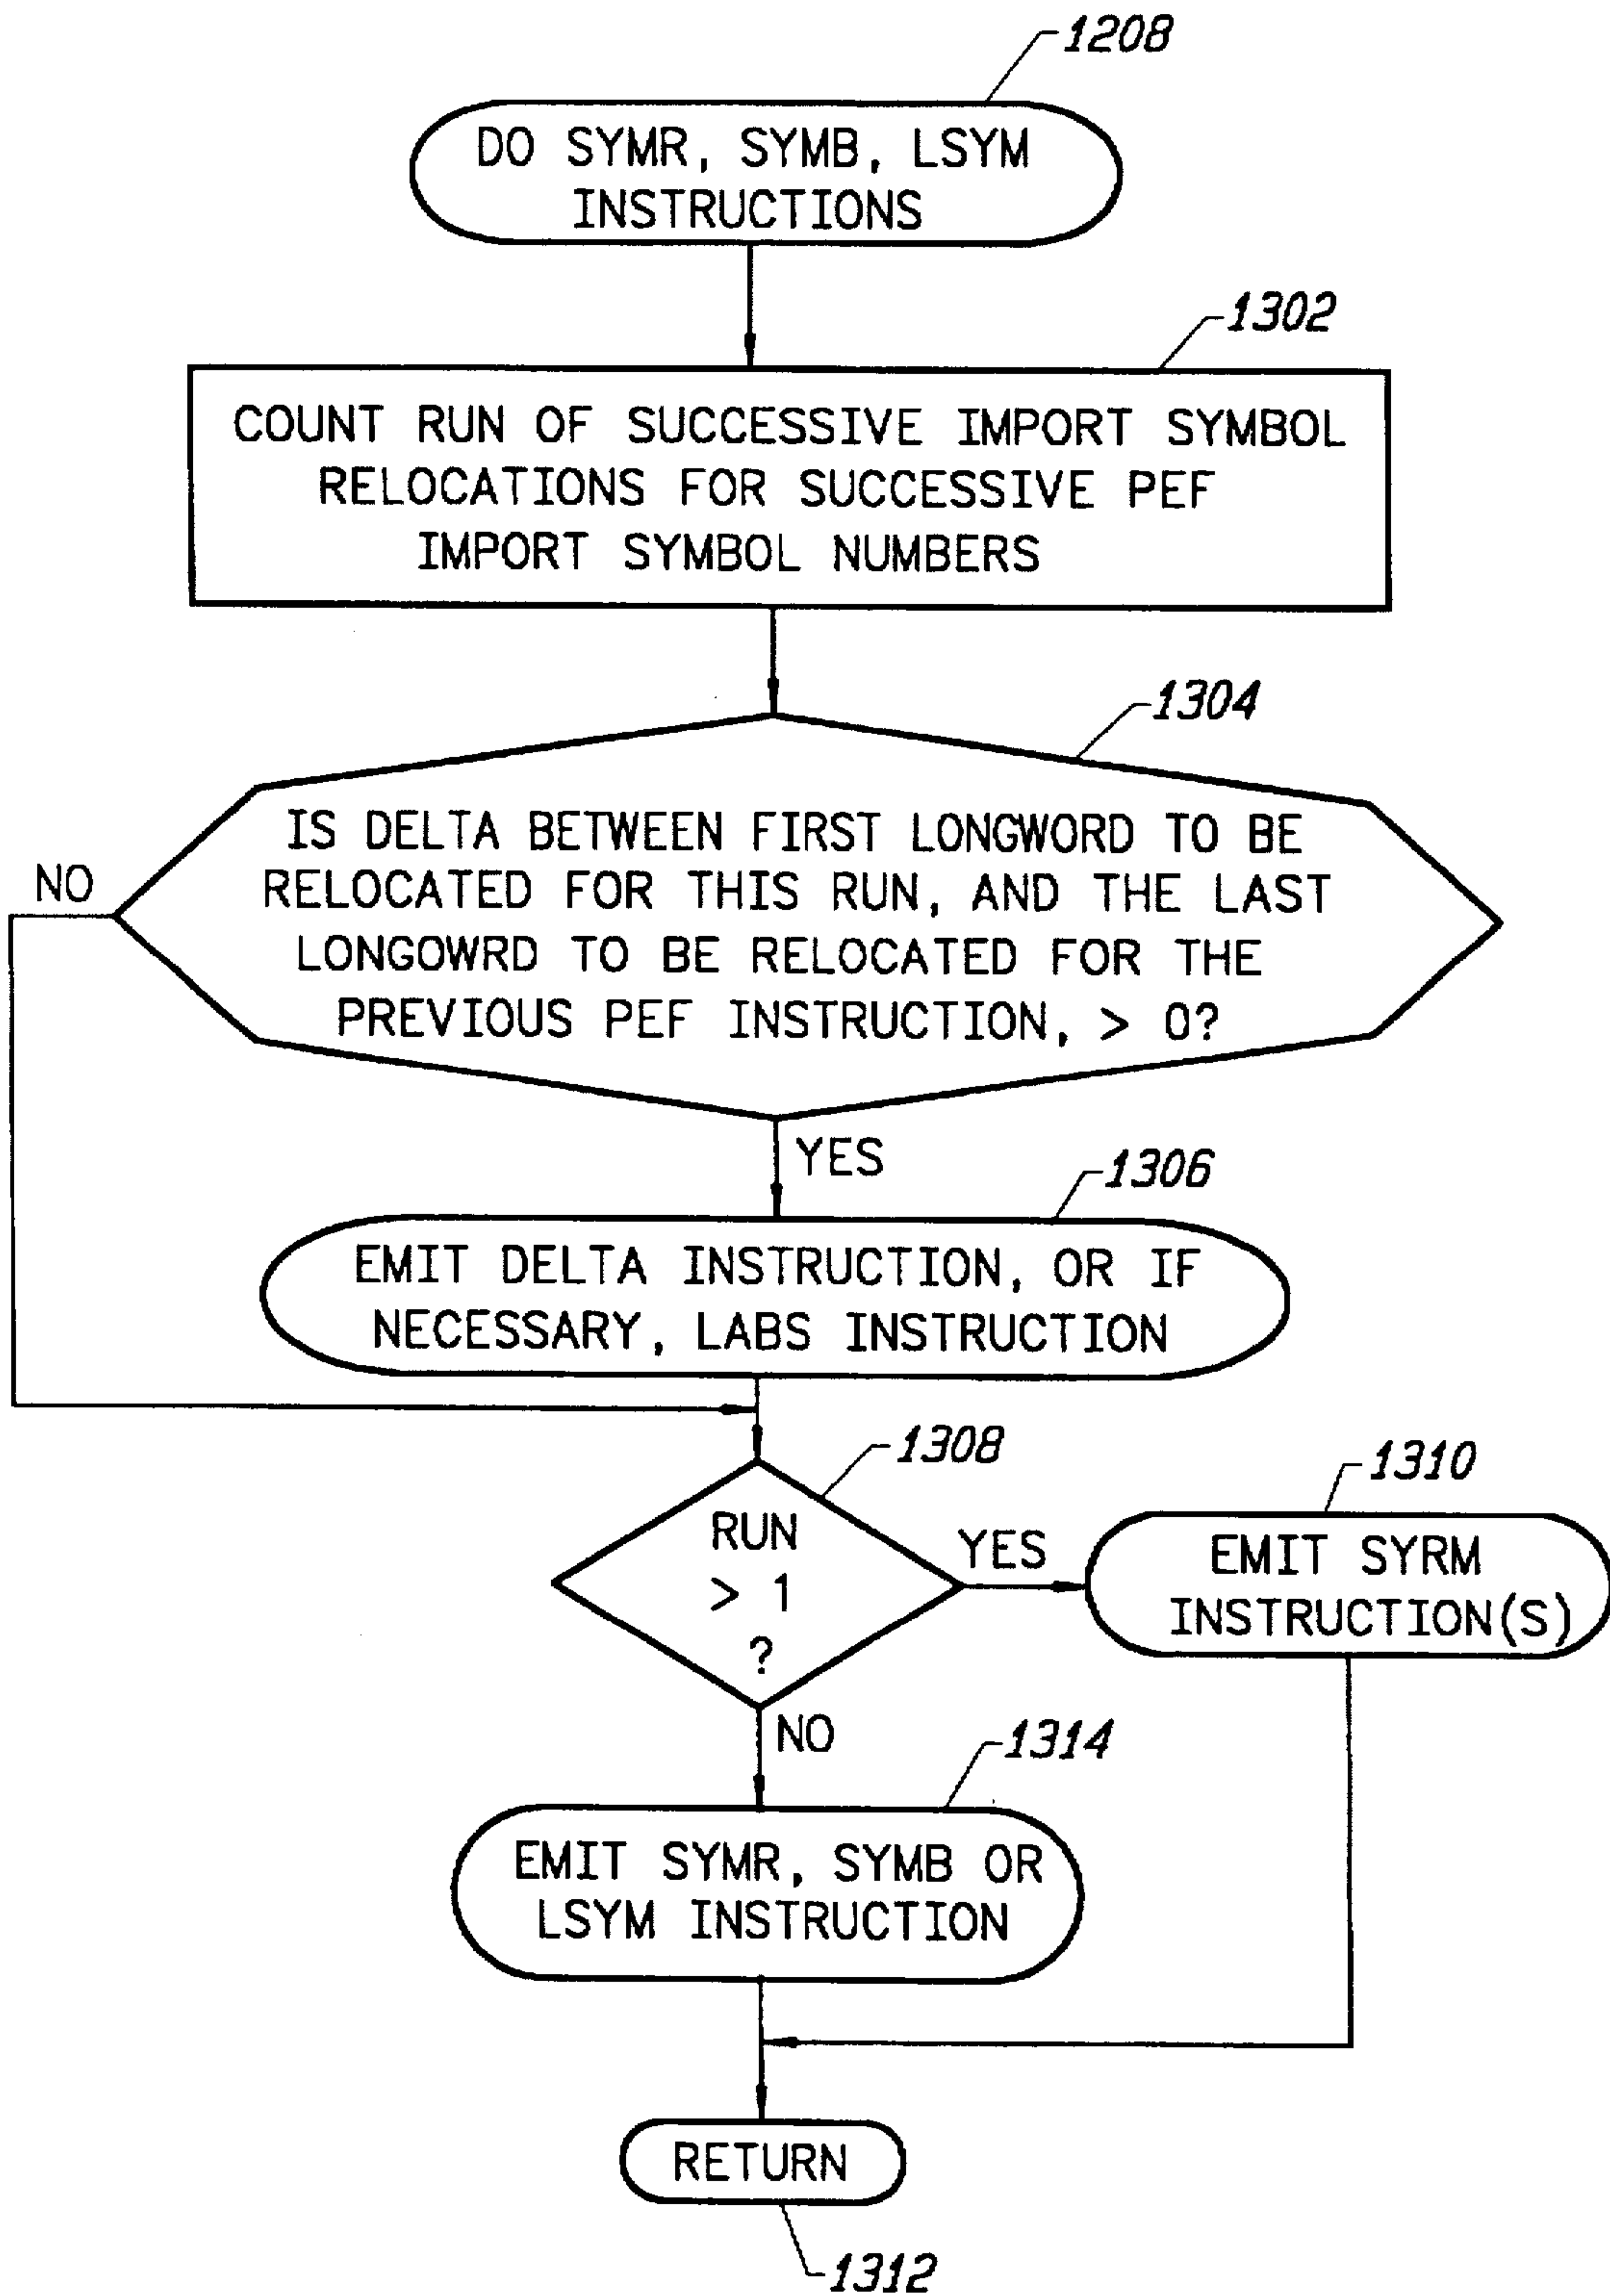 1208
DO SYMR, SYMB, LSYM
INSTRUCTIONS
1302
COUNT RUN OF SUCCESSIVE IMPORT SYMBOL
RELOCATIONS FOR SUCCESSIVE PEF
IMPORT SYMBOL NUMBERS
1304
IS DELTA BETWEEN FIRST LONGWORD TO BE
RELOCATED FOR THIS RUN, AND THE LAST
LONGOWRD TO BE RELOCATED FOR THE
PREVIOUS PEF INSTRUCTION, > 0?
NO
YES
1306
EMIT DELTA INSTRUCTION, OR IF
NECESSARY, LABS INSTRUCTION
1308
RUN
> 1
?
YES
1310
EMIT SYRM
INSTRUCTION(S)
NO
1314
EMIT SYMR, SYMB OR
LSYM INSTRUCTION
RETURN
1312